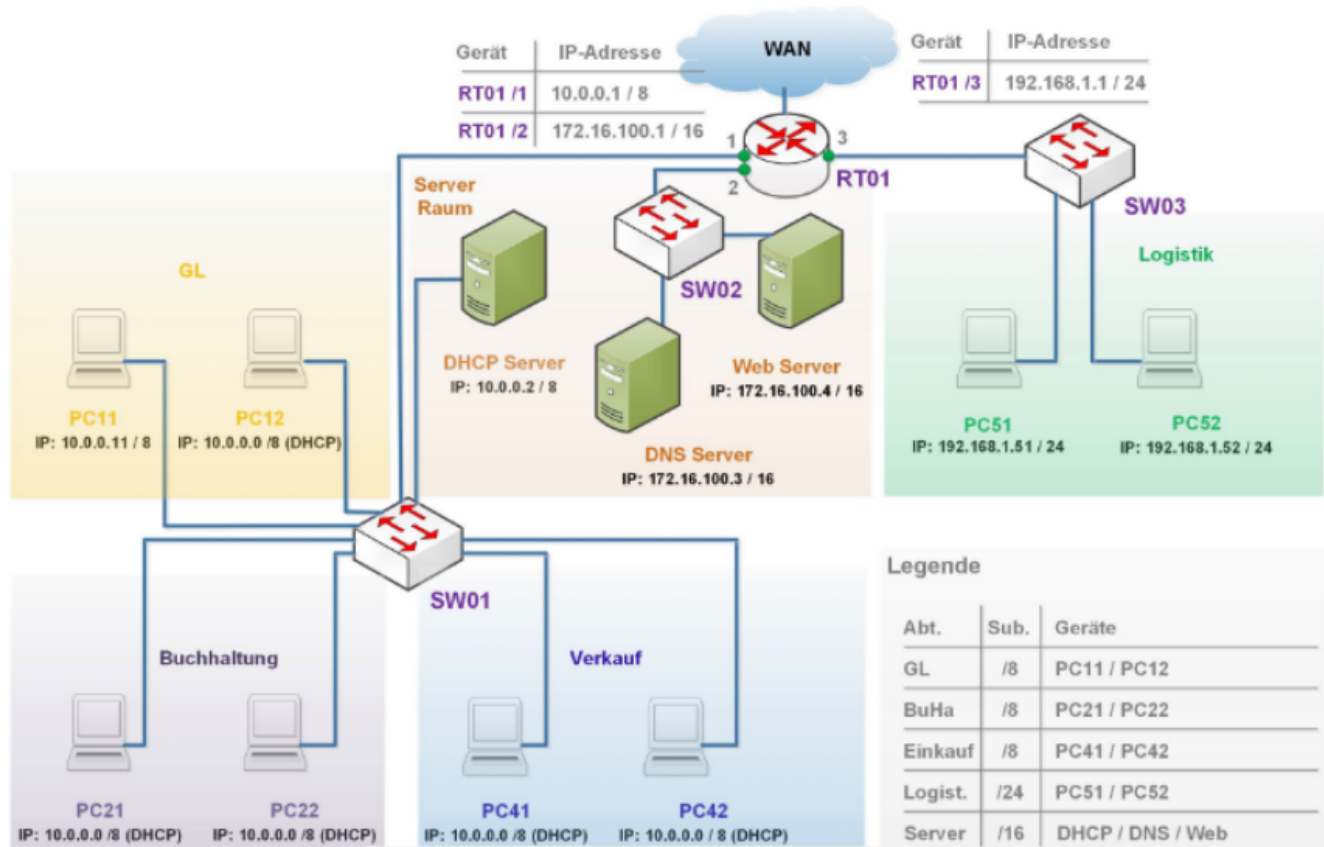 WAN
Gerät IP-Adresse
RT01 /1 10.0.0.1 / 8
RT01 /2 172.16.100.1 / 16
Gerät IP-Adresse
RT01 /3 192.168.1.1 / 24
1
2
3
RT01
SW03
Server
Raum
SW02
DHCP Server
IP: 10.0.0.2 / 8
Web Server
IP: 172.16.100.4 / 16
DNS Server
IP: 172.16.100.3 / 16
GL
PC11
IP: 10.0.0.11 / 8
PC12
IP: 10.0.0.0 /8 (DHCP)
Logistik
PC51
IP: 192.168.1.51 / 24
PC52
IP: 192.168.1.52 / 24
SW01
Buchhaltung
PC21
IP: 10.0.0.0 /8 (DHCP)
PC22
IP: 10.0.0.0 /8 (DHCP)
Verkauf
PC41
IP: 10.0.0.0 /8 (DHCP)
PC42
IP: 10.0.0.0 / 8 (DHCP)
Legende
Abt. Sub. Geräte
GL /8 PC11 / PC12
BuHa /8 PC21 / PC22
Einkauf /8 PC41 / PC42
Logist. /24 PC51 / PC52
Server /16 DHCP / DNS / Web